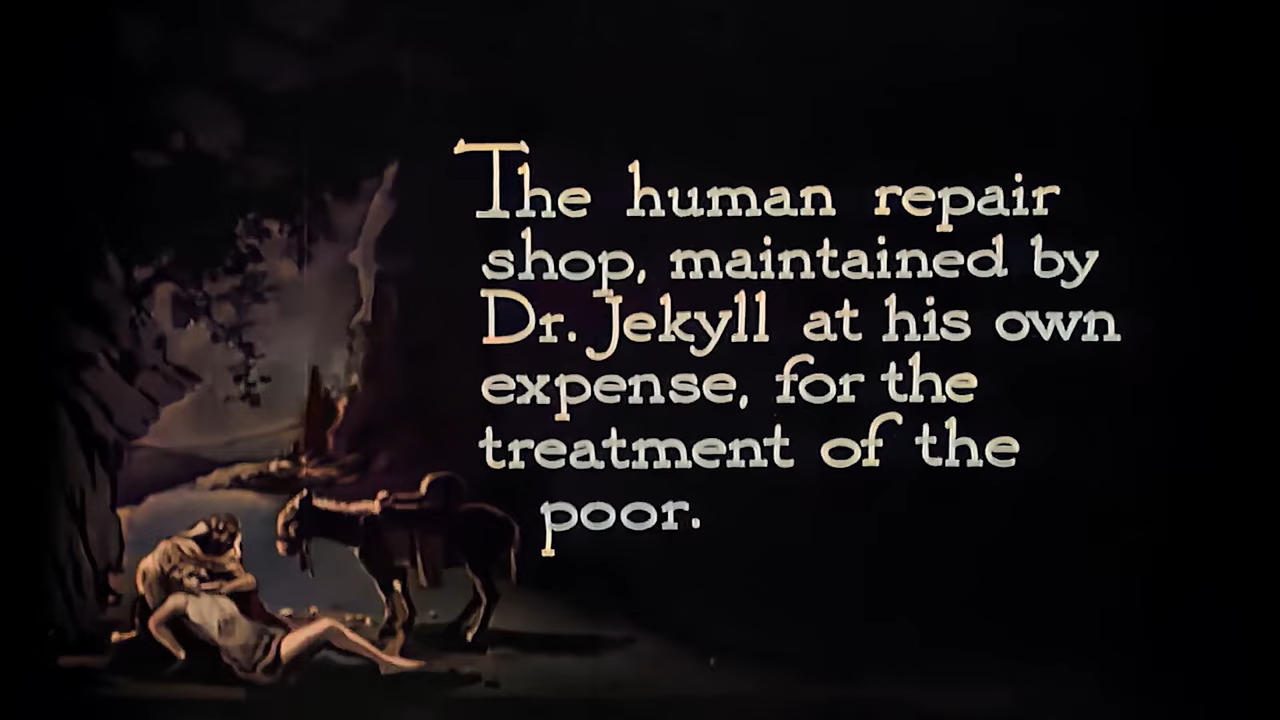 The human repair
shop, maintained by
Dr. Jekyll at his own
expense, for the
treatment of the
poor.